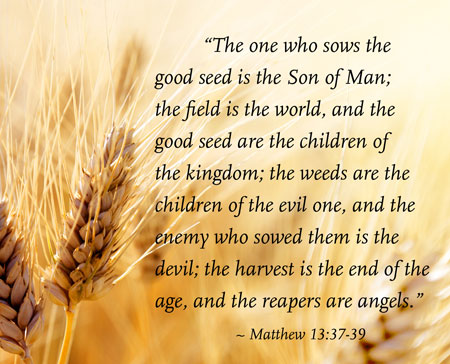 “The one who sows the
good seed is the Son of Man;
the field is the world, and the
good seed are the children of
the kingdom; the weeds are the
children of the evil one, and the
enemy who sowed them is the
devil; the harvest is the end of the
age, and the reapers are angels.”
~ Matthew 13:37-39